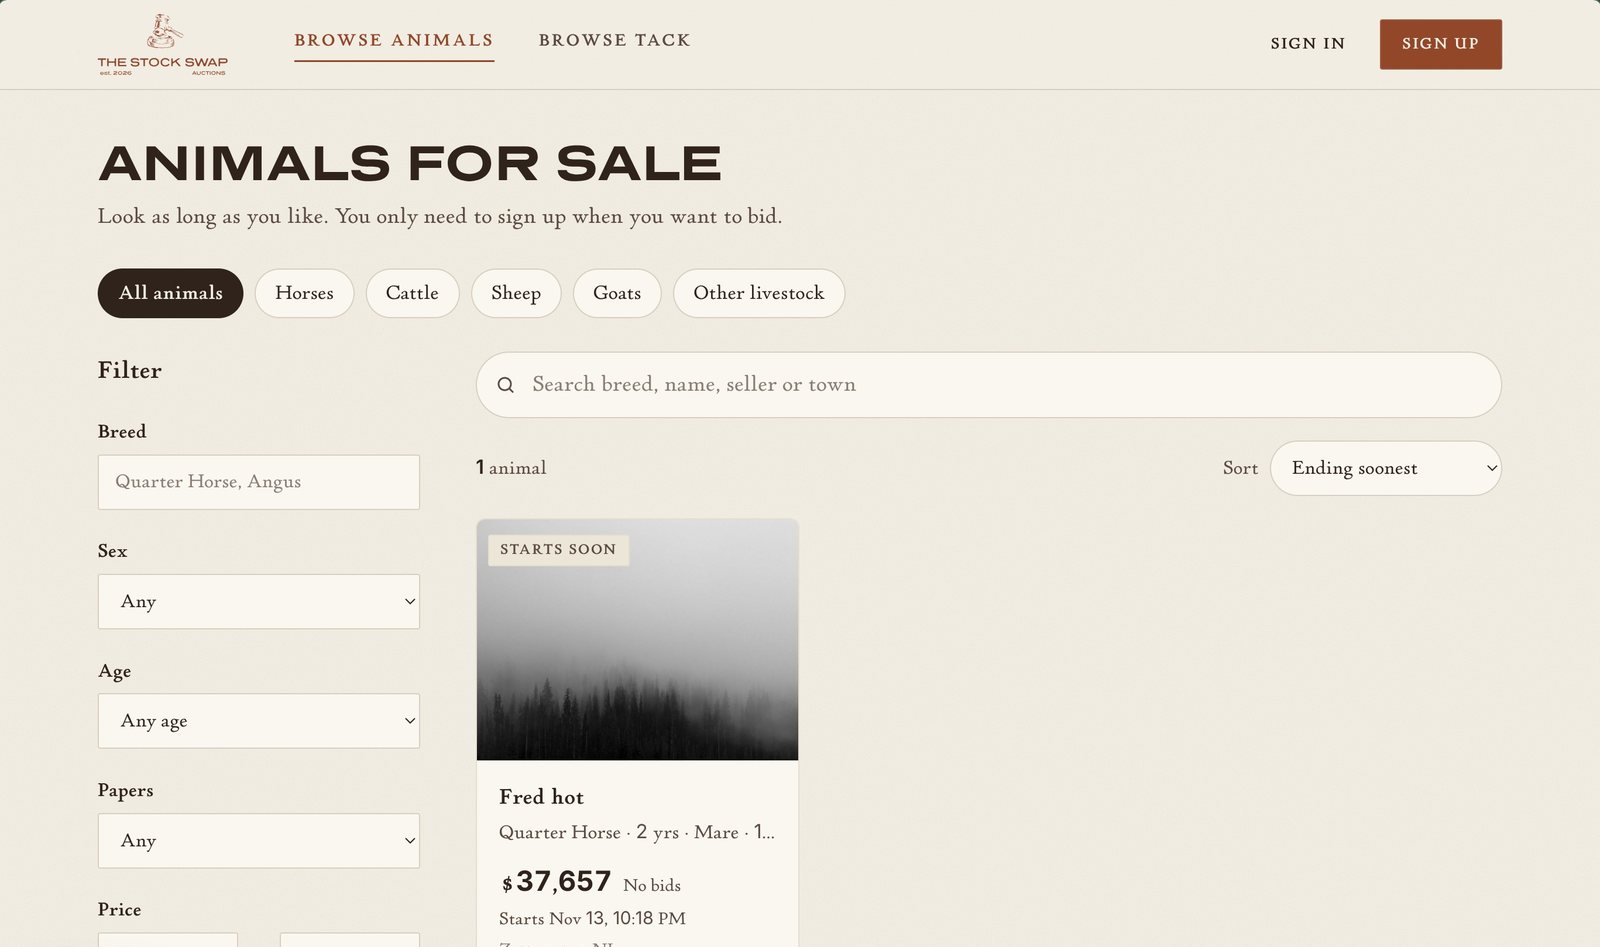 THE STOCK SWAP
est. 2026 AUCTIONS
BROWSE ANIMALS
BROWSE TACK
SIGN IN
SIGN UP
ANIMALS FOR SALE
Look as long as you like. You only need to sign up when you want to bid.
All animals
Horses
Cattle
Sheep
Goats
Other livestock
Filter
Breed
Quarter Horse, Angus
Sex
Any
Age
Any age
Papers
Any
Price
Search breed, name, seller or town
1 animal
Sort
Ending soonest
STARTS SOON
Fred hot
Quarter Horse · 2 yrs · Mare · 1...
$37,657 No bids
Starts Nov 13, 10:18 PM